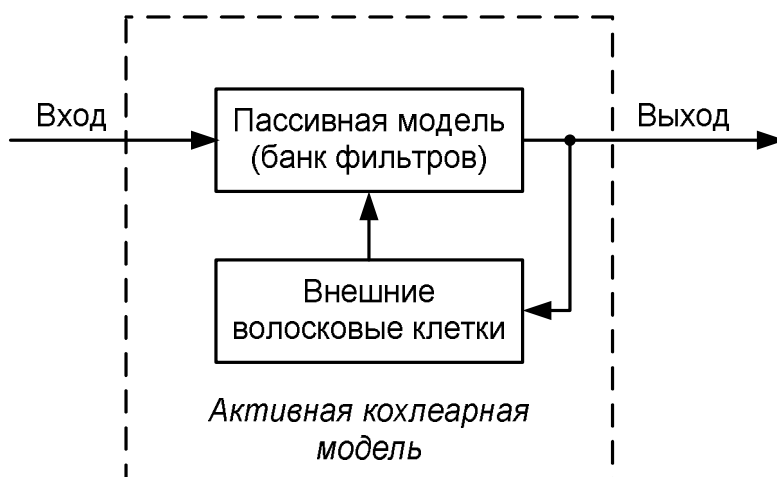 Вход
Пассивная модель
(банк фильтров)
Выход
Внешние
волосковые клетки
Активная кохлеарная
модель